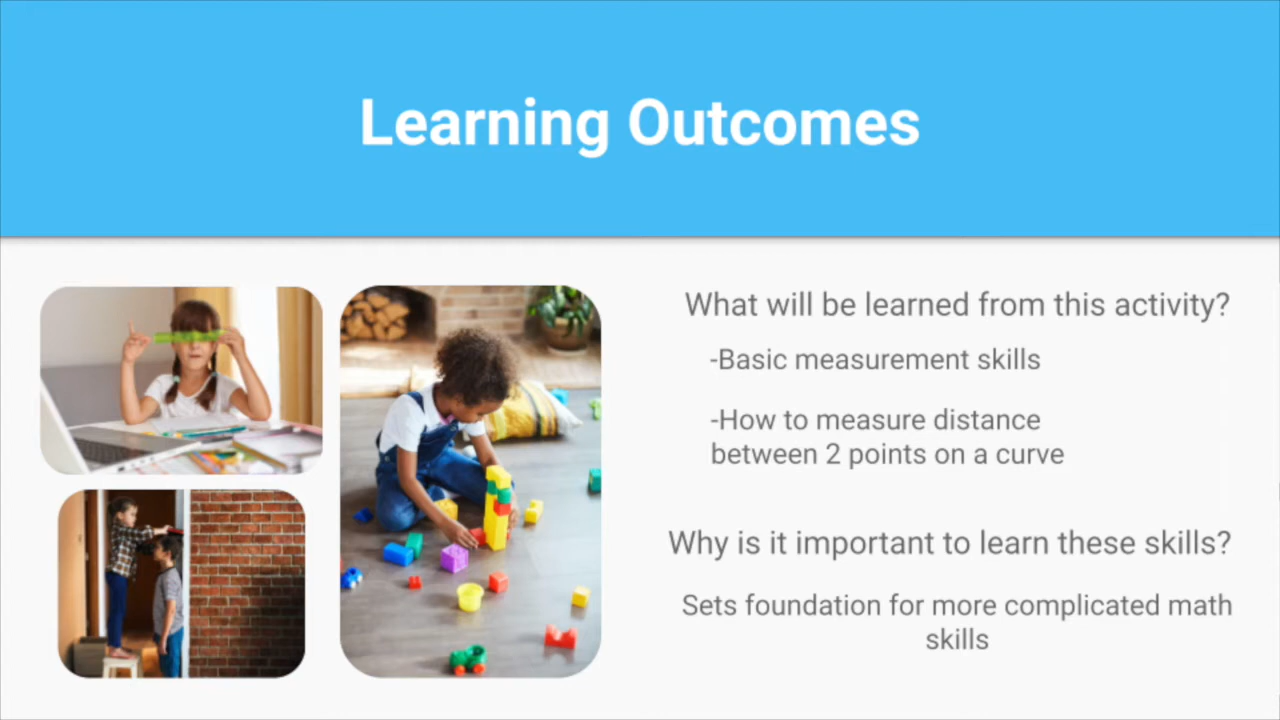 Learning Outcomes
What will be learned from this activity?
-Basic measurement skills
-How to measure distance
between 2 points on a curve
Why is it important to learn these skills?
Sets foundation for more complicated math
skills